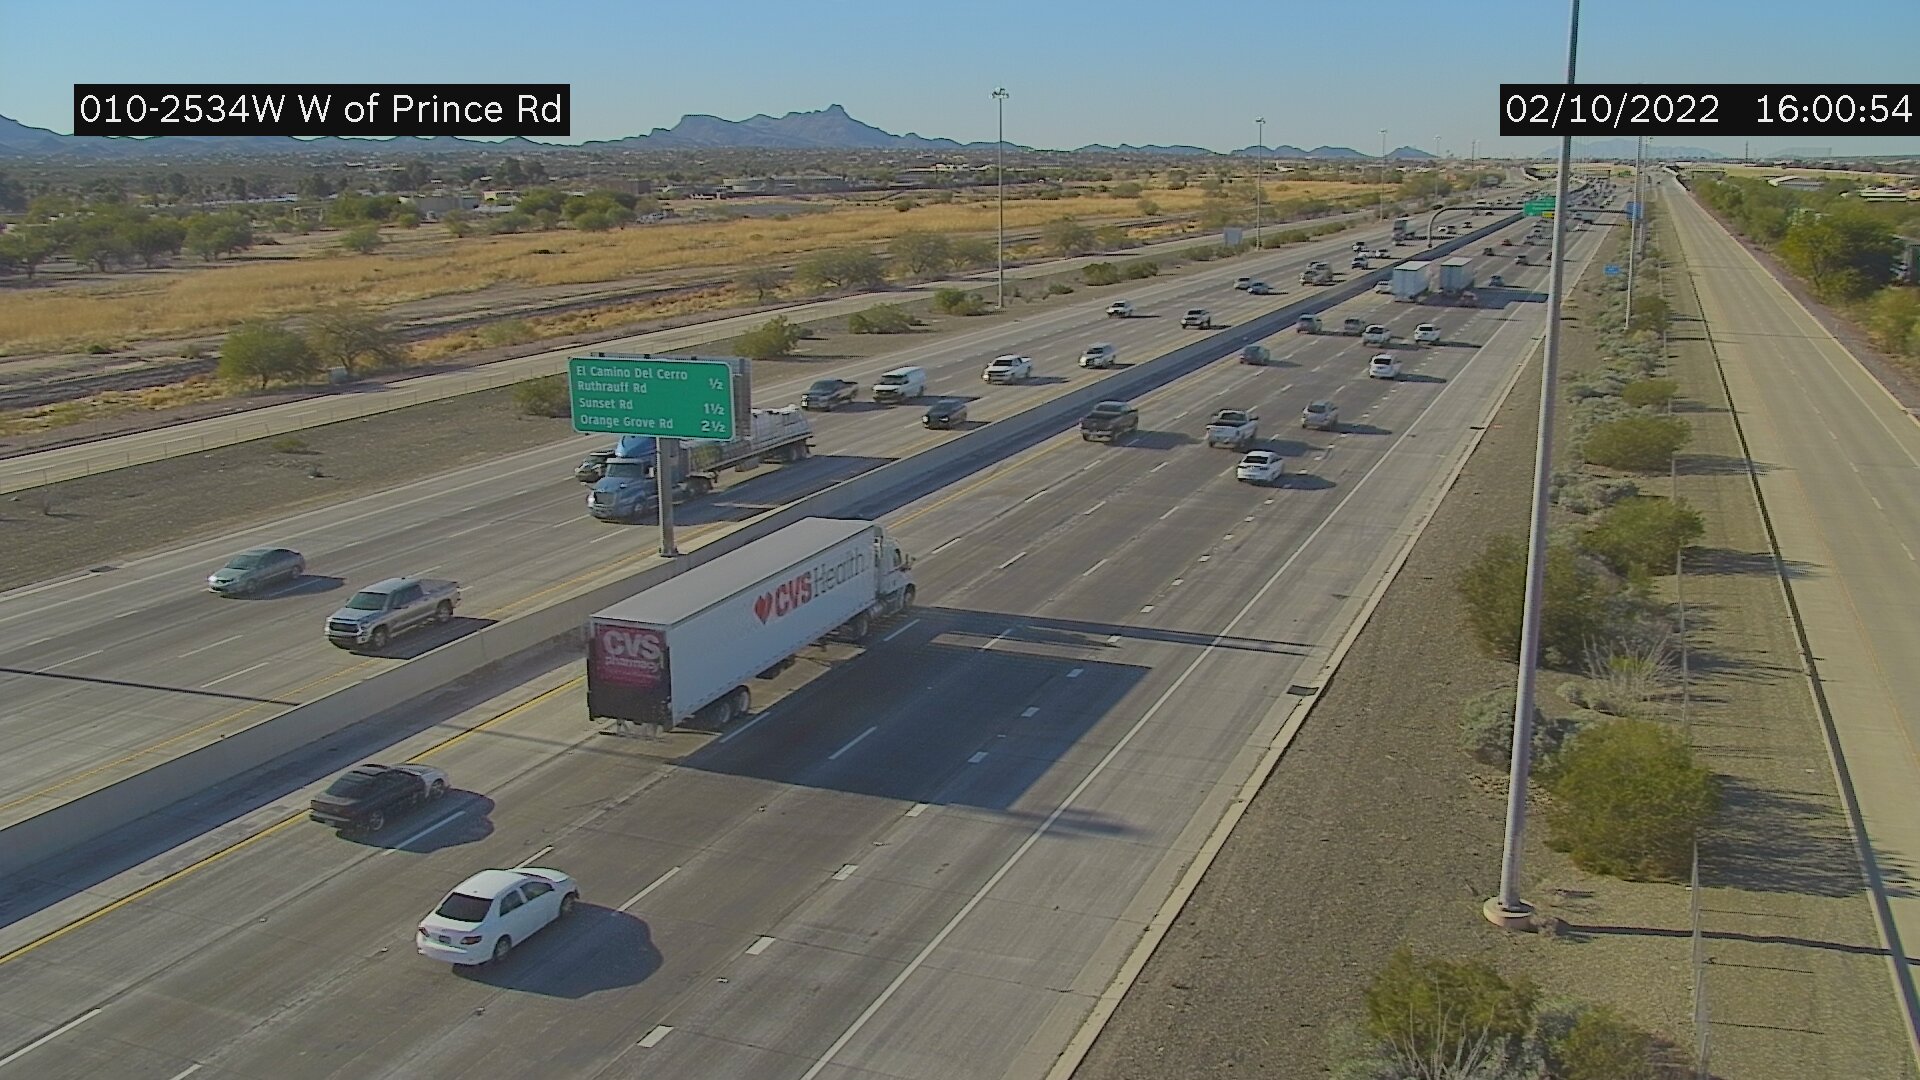 010-2534W W of Prince Rd
02/10/2022 16:00:54
El Camino Del Cerro
Ruthrauff Rd ½
Sunset Rd 1½
Orange Grove Rd 2½
CVS Health
CVS
pharmacy